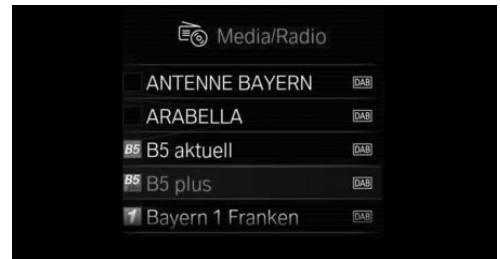 Media/Radio
ANTENNE BAYERN DAB
ARABELLA DAB
B5 B5 aktuell DAB
B5 B5 plus DAB
1 Bayern 1 Franken DAB